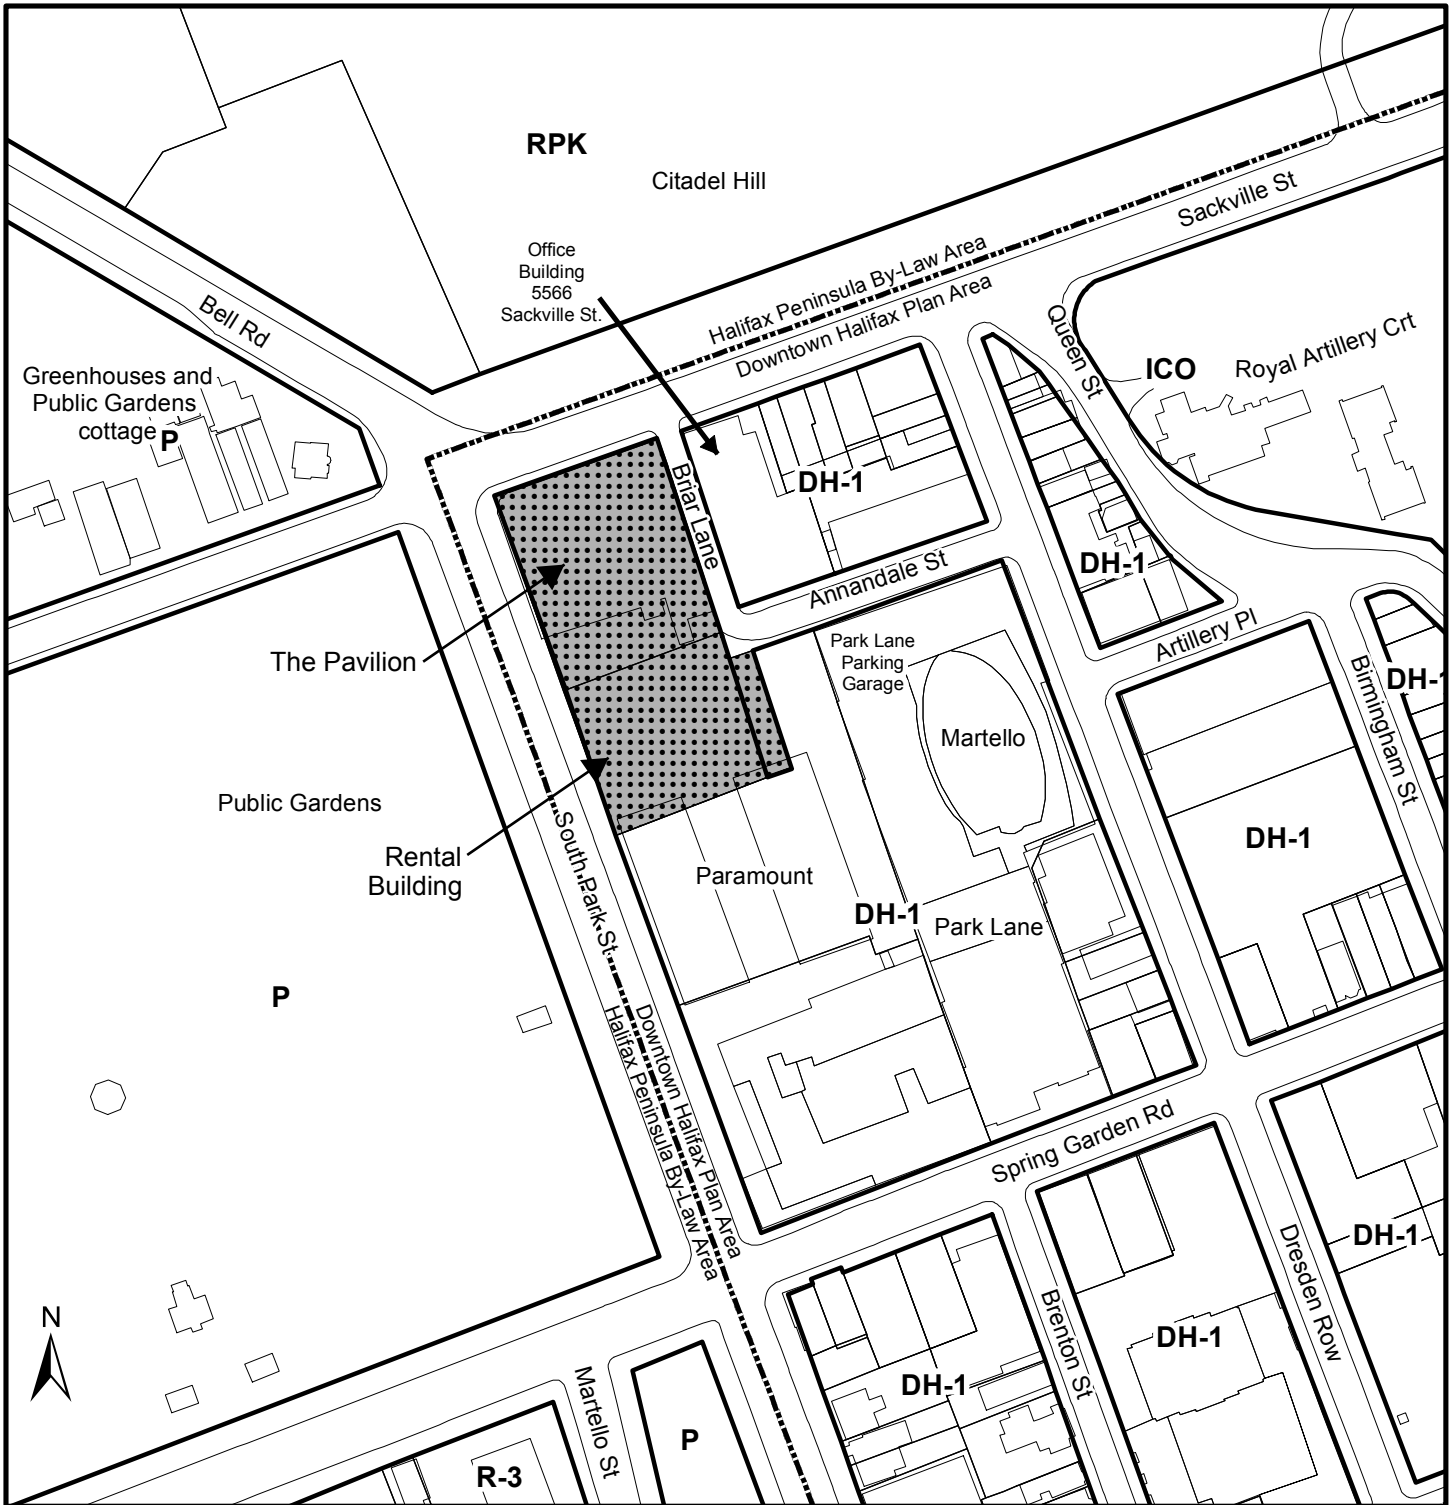 RPK
Citadel Hill
Sackville St
Office
Building
5566
Sackville St.
Halifax Peninsula By-Law Area
Downtown Halifax Plan Area
Bell Rd
Queen St
ICO
Royal Artillery Crt
Greenhouses and
Public Gardens
cottage
P
Briar Lane
DH-1
DH-1
Annandale St
Artillery Pl
The Pavilion
Park Lane
Parking
Garage
Birmingham St
DH-1
Martello
Public Gardens
South Park St
DH-1
Rental
Building
Paramount
DH-1
Park Lane
P
Downtown Halifax Plan Area
Halifax Peninsula By-Law Area
Spring Garden Rd
DH-1
Dresden Row
N
Brenton St
DH-1
Martello St
DH-1
P
R-3